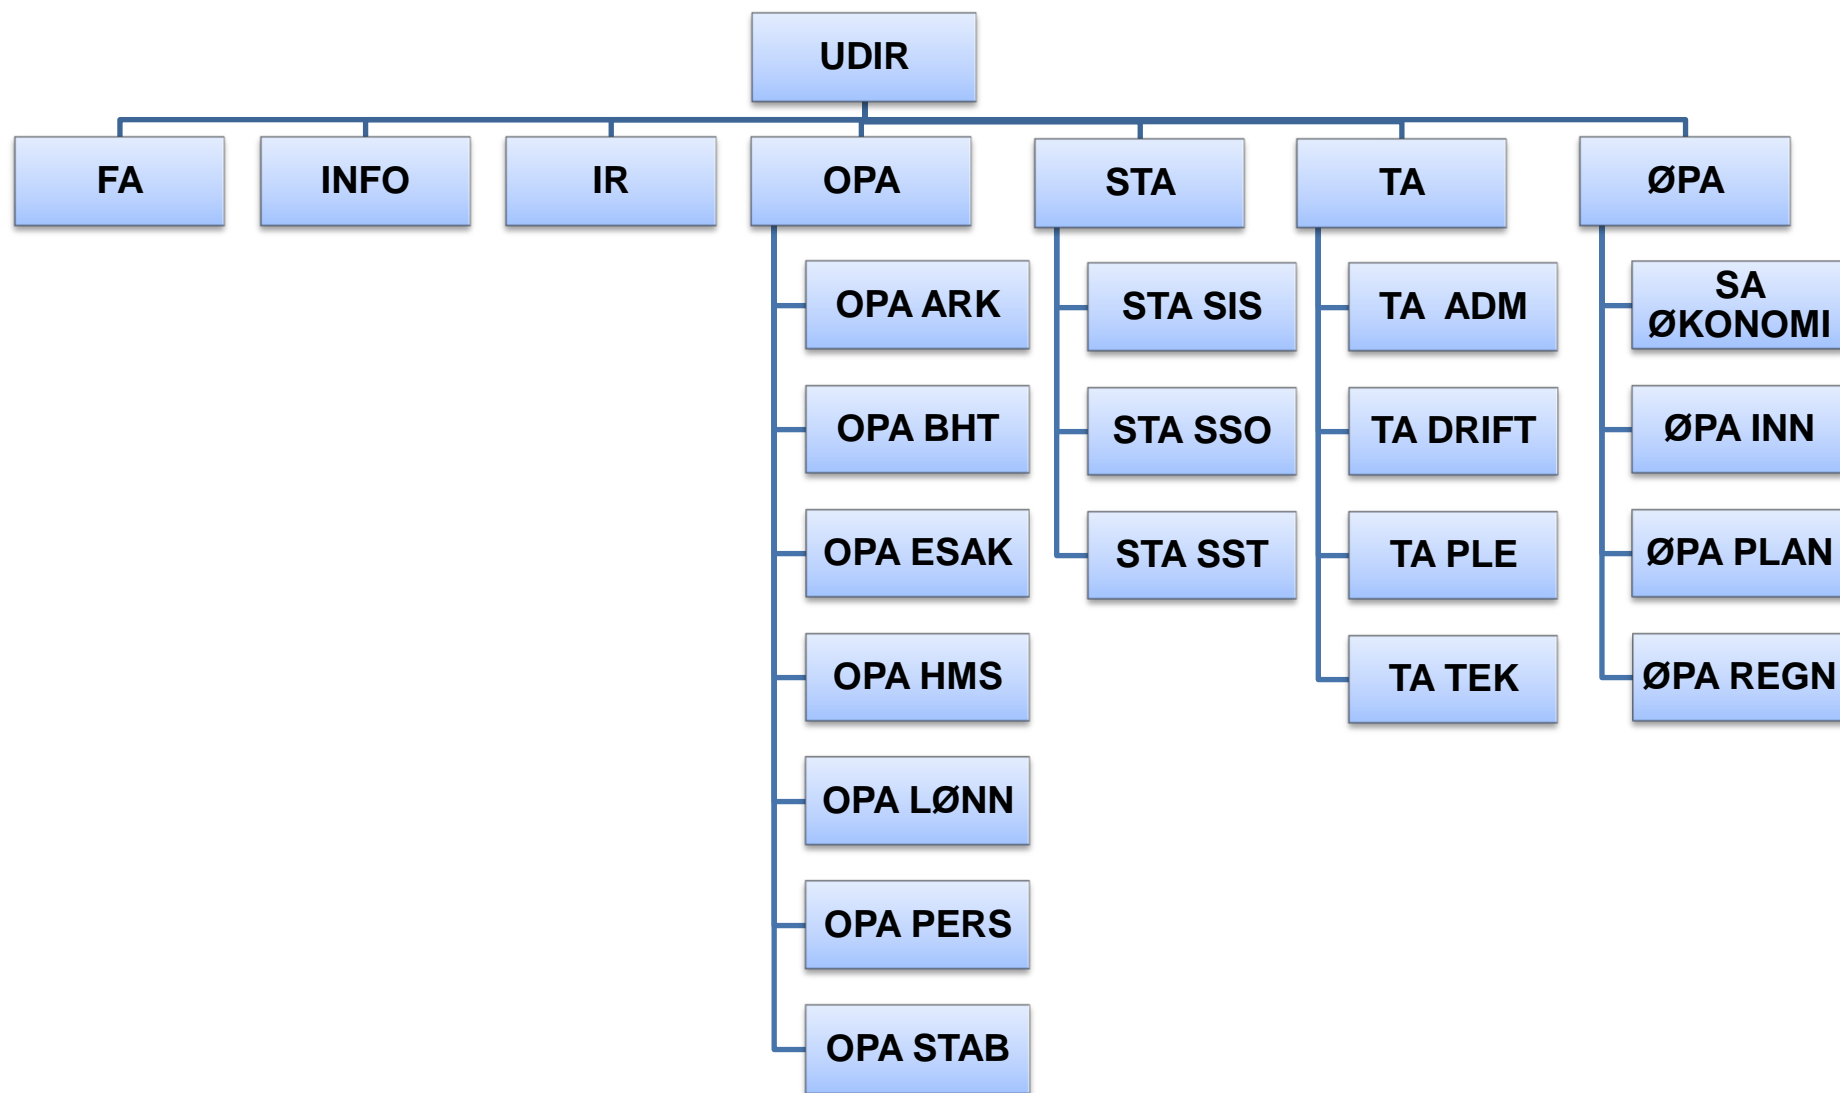 UDIR
FA
INFO
IR
OPA
STA
TA
ØPA
OPA ARK
OPA BHT
OPA ESAK
OPA HMS
OPA LØNN
OPA PERS
OPA STAB
STA SIS
STA SSO
STA SST
TA ADM
TA DRIFT
TA PLE
TA TEK
SA
ØKONOMI
ØPA INN
ØPA PLAN
ØPA REGN